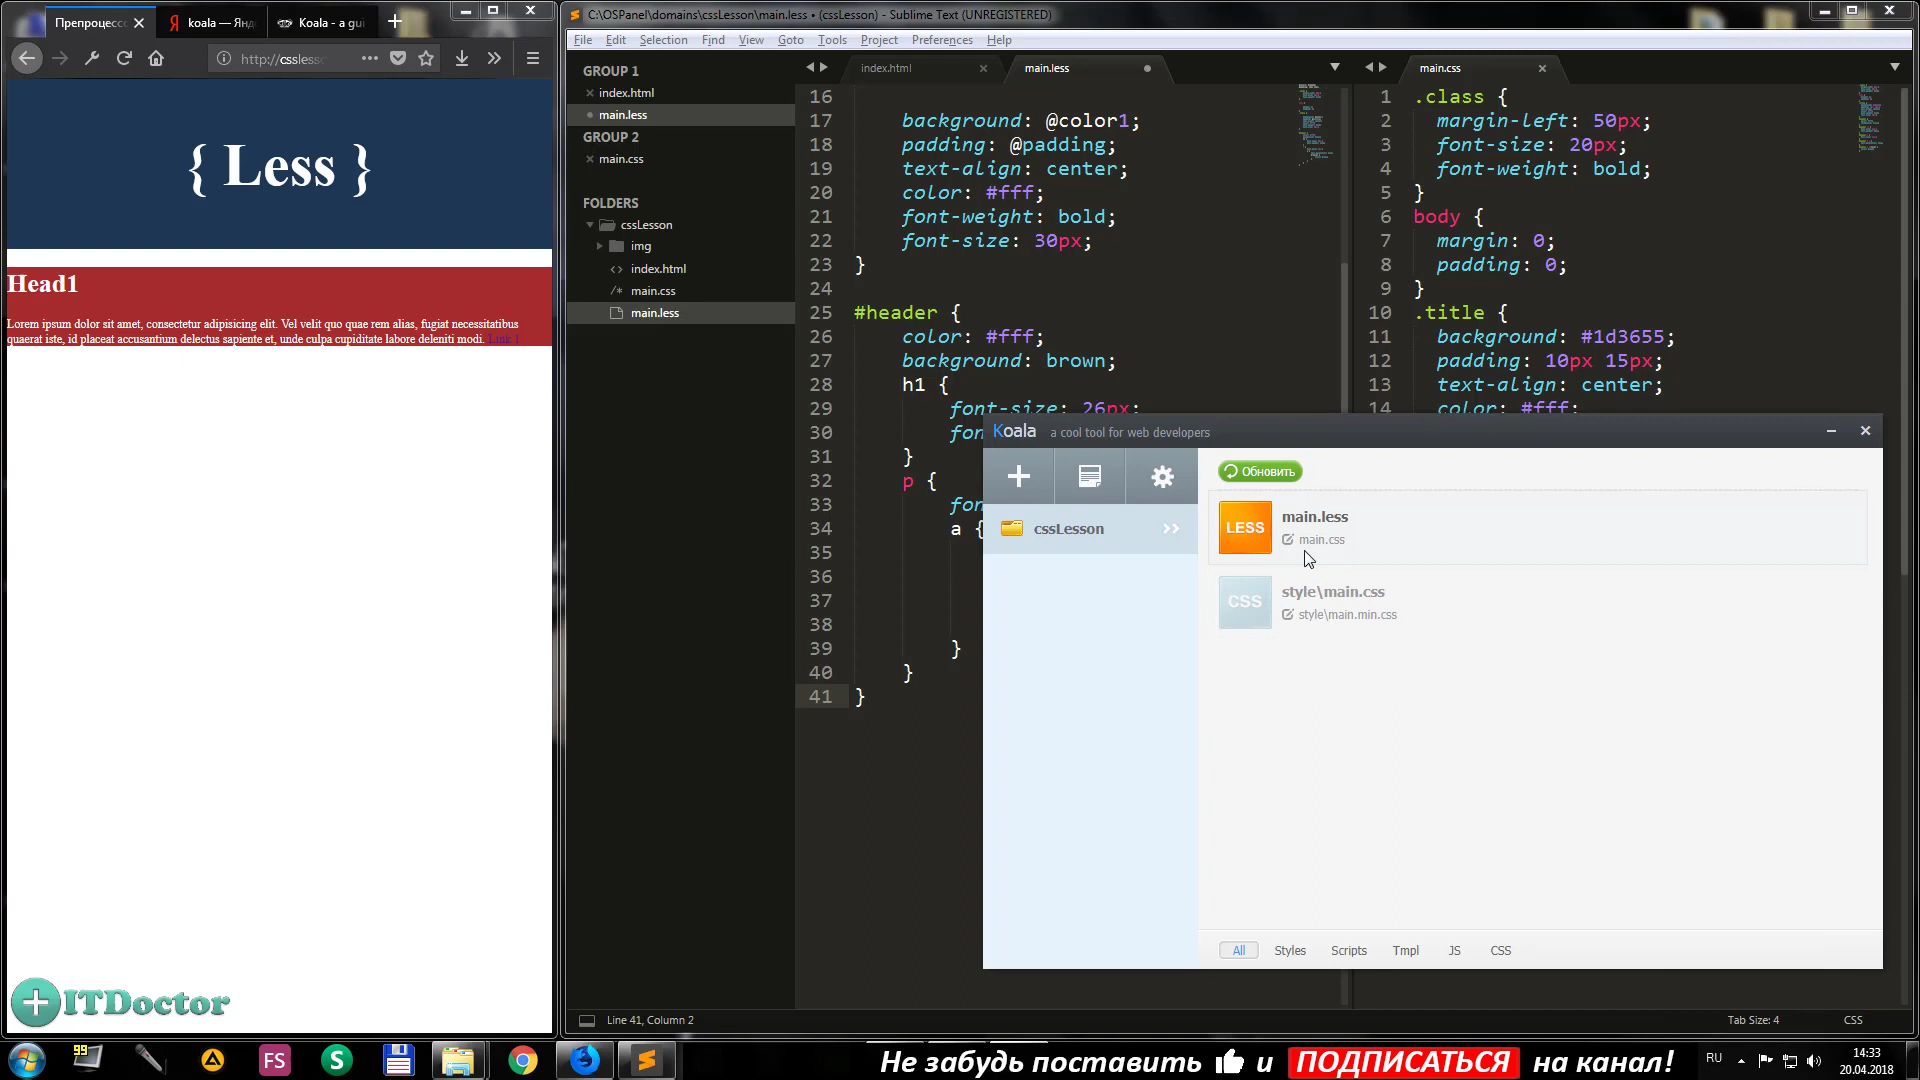 Препроцесс
koala — Янд
Koala - a gui
http://csslesso
{ Less }
Head1
Lorem ipsum dolor sit amet, consectetur adipisicing elit. Vel velit quo quae rem alias, fugiat necessitatibus
quaerat iste, id placeat accusantium delectus sapiente et, unde culpa cupiditate labore deleniti modi. Link 1
ITDoctor
C:\OSPanel\domains\cssLesson\main.less • (cssLesson) - Sublime Text (UNREGISTERED)
File Edit Selection Find View Goto Tools Project Preferences Help
GROUP 1
index.html
main.less
GROUP 2
main.css
FOLDERS
cssLesson
img
index.html
main.css
main.less
index.html
main.less
16
17 background: @color1;
18 padding: @padding;
19 text-align: center;
20 color: #fff;
21 font-weight: bold;
22 font-size: 30px;
23 }
24
25 #header {
26 color: #fff;
27 background: brown;
28 h1 {
29 font-size: 26px;
30 fon
31 }
32 p {
33 fon
34 a {
35
36
37
38
39 }
40 }
41 }
main.css
1 .class {
2 margin-left: 50px;
3 font-size: 20px;
4 font-weight: bold;
5 }
6 body {
7 margin: 0;
8 padding: 0;
9 }
10 .title {
11 background: #1d3655;
12 padding: 10px 15px;
13 text-align: center;
14 color: #fff;
Koala a cool tool for web developers
cssLesson
Обновить
LESS
main.less
main.css
CSS
style\main.css
style\main.min.css
All Styles Scripts Tmpl JS CSS
Line 41, Column 2
Tab Size: 4
CSS
99
FS
S
Не забудь поставить и ПОДПИСАТЬСЯ на канал!
RU
14:33
20.04.2018